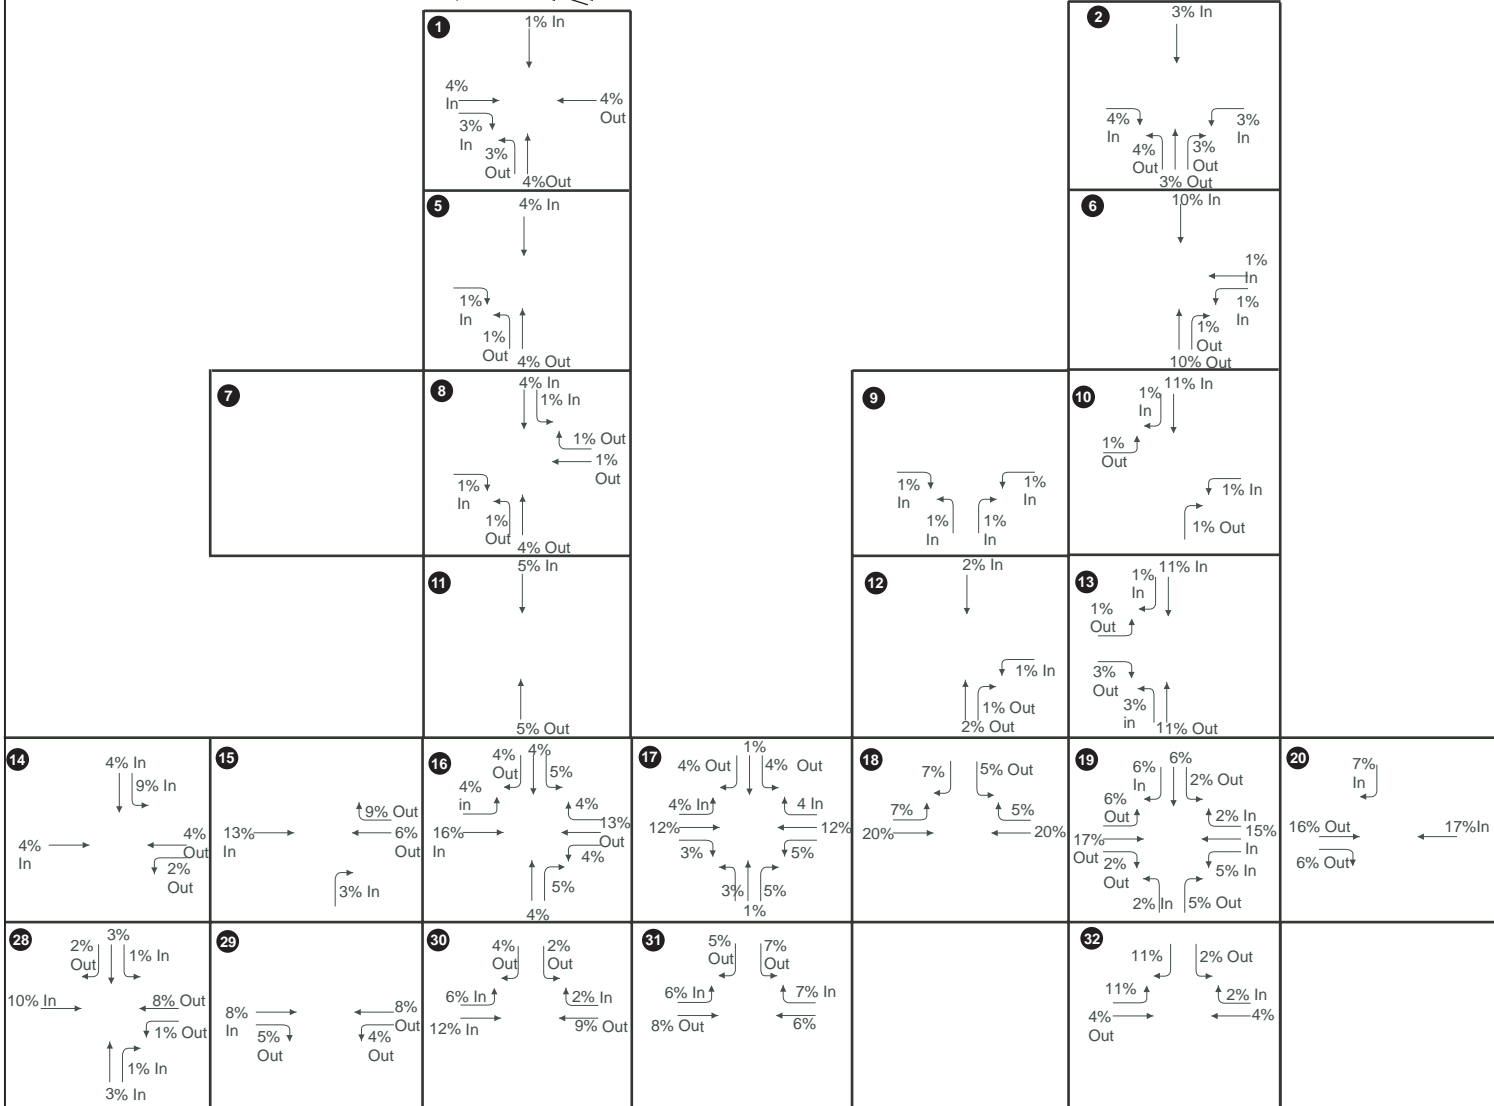 1
1% In
4%
In
4%
Out
3%
In
3%
Out
4%Out
2
3% In
4%
In
3%
In
4%
Out
3%
Out
3% Out
5
4% In
1%
In
1%
Out
4% Out
6
10% In
1%
In
1%
In
1%
Out
10% Out
7
8
4% In
1% In
1% Out
1%
Out
1%
In
1%
Out
4% Out
9
1%
In
1%
In
1%
In
1%
In
10
11% In
1%
In
1%
Out
1% In
1% Out
11
5% In
5% Out
12
2% In
1% In
1% Out
2% Out
13
11% In
1%
In
1%
Out
3%
Out
3%
in
11% Out
14
4% In
9% In
4%
In
4%
Out
2%
Out
15
9% Out
13%
In
6%
Out
3% In
16
4%
Out
4%
5%
4%
in
4%
16%
In
13%
Out
4%
5%
4%
17
1%
4% Out
4% Out
4% In
4 In
12%
12%
3%
5%
3%
5%
1%
18
7%
5% Out
7%
5%
20%
20%
19
6%
6%
In
2% Out
6%
Out
2% In
17%
Out
15%
In
2%
Out
5% In
2% In
5% Out
20
7%
In
16% Out
17%In
6% Out
28
2%
Out
3%
1% In
10% In
8% Out
1% Out
1% In
3% In
29
8%
In
8%
Out
5%
Out
4%
Out
30
4%
Out
2%
Out
6% In
2% In
12% In
9% Out
31
5%
Out
7%
Out
6% In
7% In
8% Out
6%
32
11%
2% Out
11%
2% In
4%
Out
4%